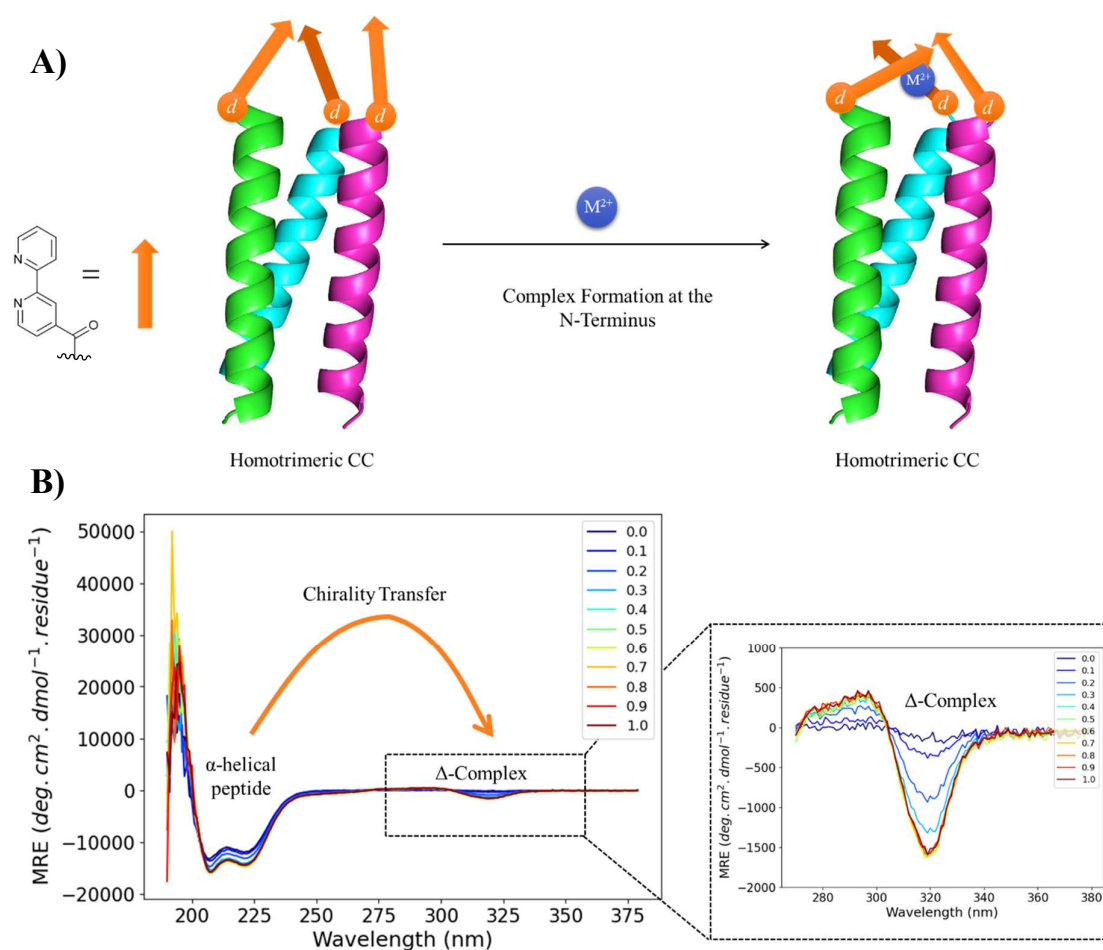 A)
d
d
d
d
M²⁺
d
d
M²⁺
N
N
=
O
Complex Formation at the
N-Terminus
Homotrimeric CC
Homotrimeric CC
B)
MRE (deg.cm².dmol⁻¹.residue⁻¹)
50000
40000
30000
20000
10000
0
−10000
−20000
200
225
250
275
300
325
350
375
Wavelength (nm)
Chirality Transfer
α-helical
peptide
Δ-Complex
0.0
0.1
0.2
0.3
0.4
0.5
0.6
0.7
0.8
0.9
1.0
MRE (deg.cm².dmol⁻¹.residue⁻¹)
1000
500
0
−500
−1000
−1500
−2000
280
300
320
340
360
380
Wavelength (nm)
Δ-Complex
0.0
0.1
0.2
0.3
0.4
0.5
0.6
0.7
0.8
0.9
1.0